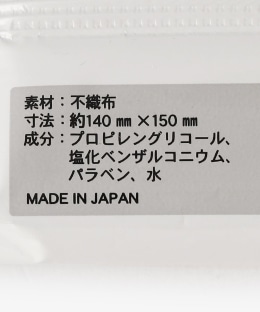 素材：不織布
寸法：約140 ㎜ ×150 ㎜
成分：プロピレングリコール、
塩化ベンザルコニウム、
パラベン、水
MADE IN JAPAN